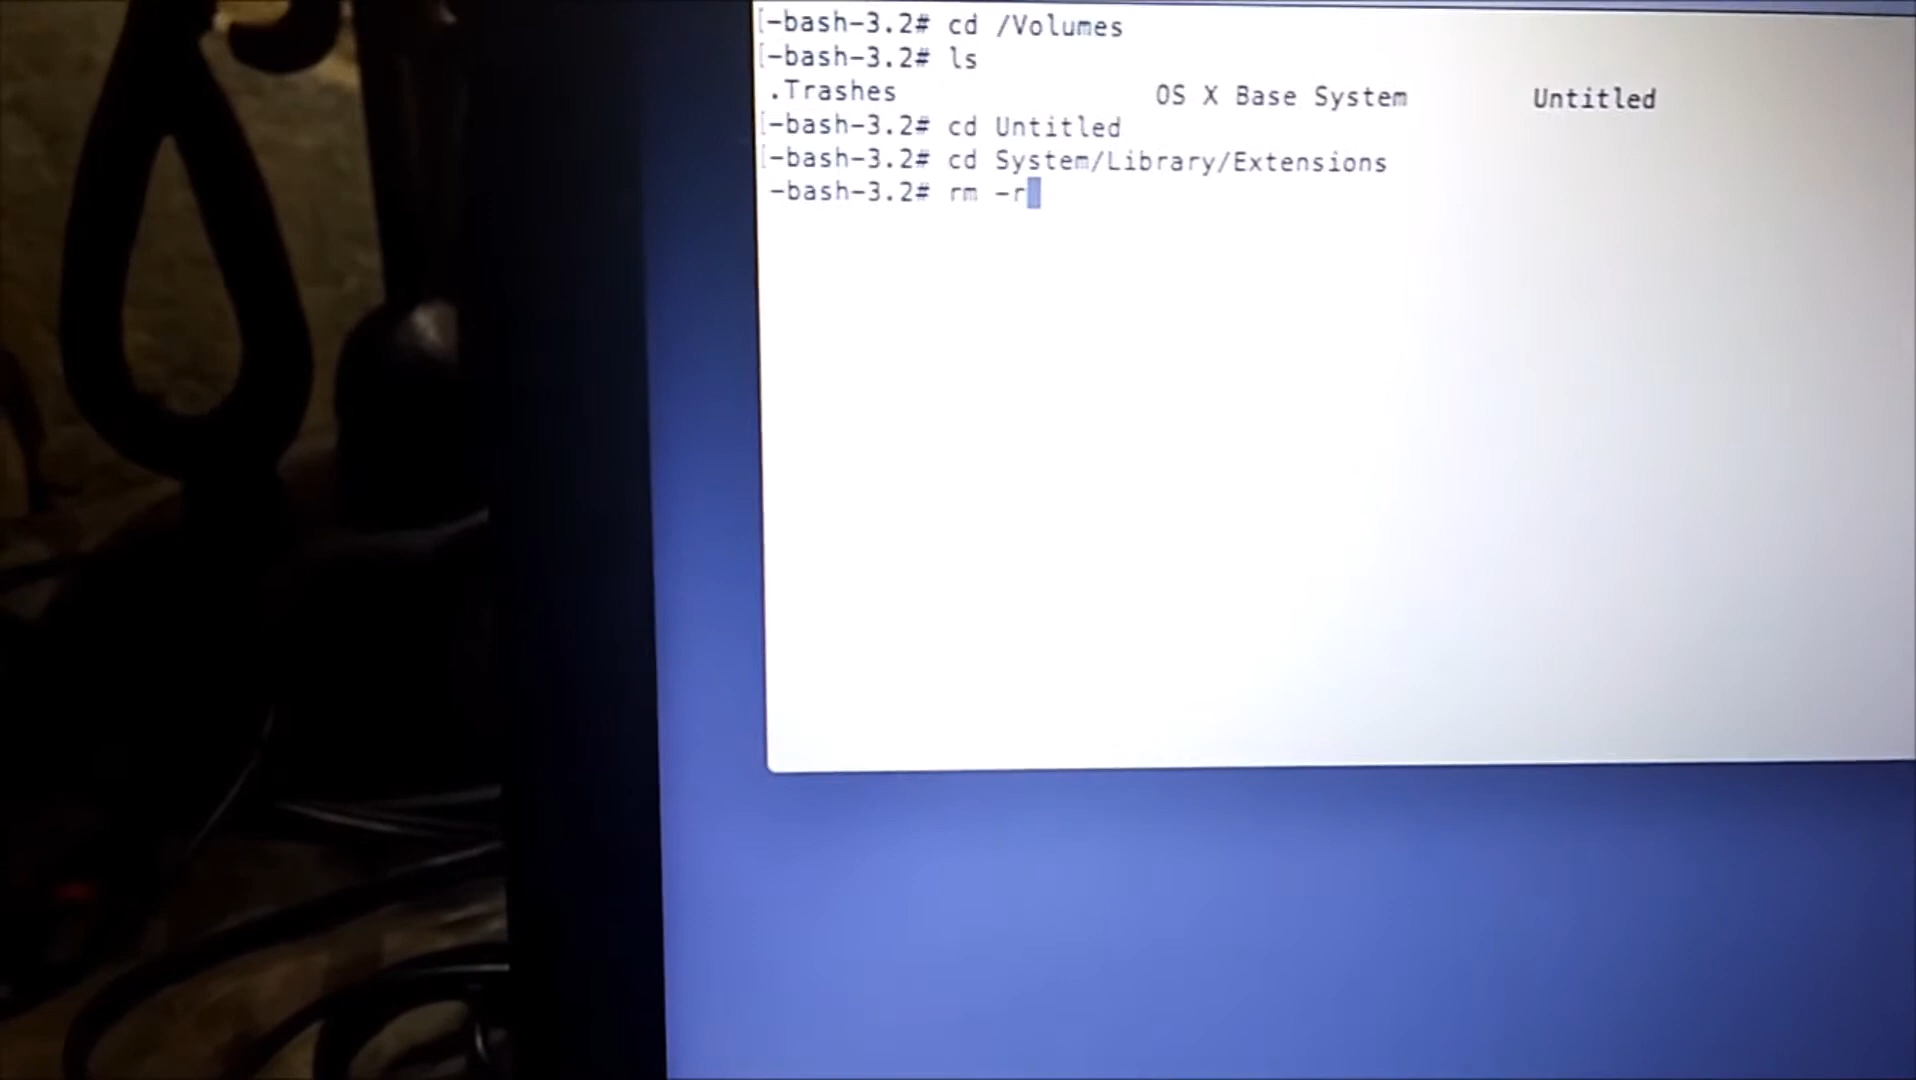 [-bash-3.2# cd /Volumes
[-bash-3.2# ls
.Trashes OS X Base System Untitled
[-bash-3.2# cd Untitled
[-bash-3.2# cd System/Library/Extensions
-bash-3.2# rm -r